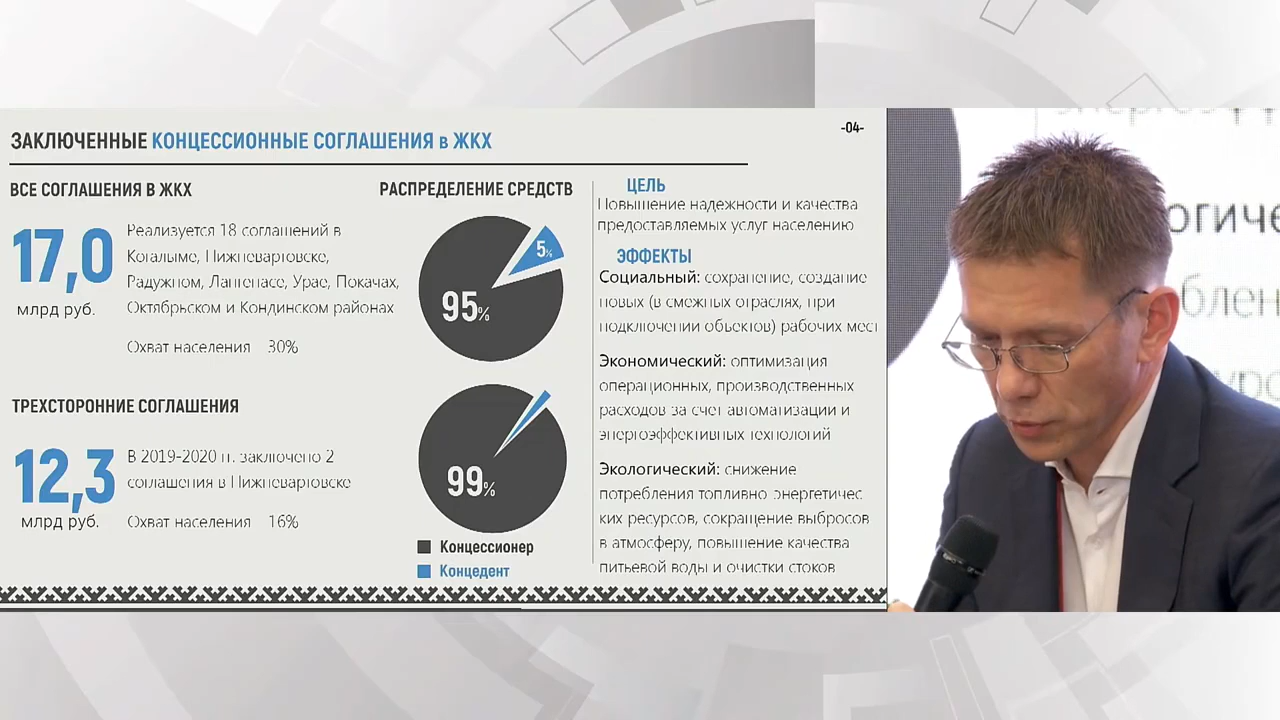 -04-
ЗАКЛЮЧЕННЫЕ КОНЦЕССИОННЫЕ СОГЛАШЕНИЯ в ЖКХ
ВСЕ СОГЛАШЕНИЯ В ЖКХ
17,0
млрд руб.
Реализуется 18 соглашений в
Когалыме, Нижневартовске,
Радужном, Лангепасе, Урае, Покачах,
Октябрьском и Кондинском районах
Охват населения 30%
ТРЕХСТОРОННИЕ СОГЛАШЕНИЯ
12,3
млрд руб.
В 2019-2020 гг. заключено 2
соглашения в Нижневартовске
Охват населения 16%
РАСПРЕДЕЛЕНИЕ СРЕДСТВ
5%
95%
99%
Концессионер
Концедент
ЦЕЛЬ
Повышение надежности и качества
предоставляемых услуг населению
ЭФФЕКТЫ
Социальный: сохранение, создание
новых (в смежных отраслях, при
подключении объектов) рабочих мест
Экономический: оптимизация
операционных, производственных
расходов за счет автоматизации и
энергоэффективных технологий
Экологический: снижение
потребления топливно-энергетичес
ких ресурсов, сокращение выбросов
в атмосферу, повышение качества
питьевой воды и очистки стоков
огиче
блен